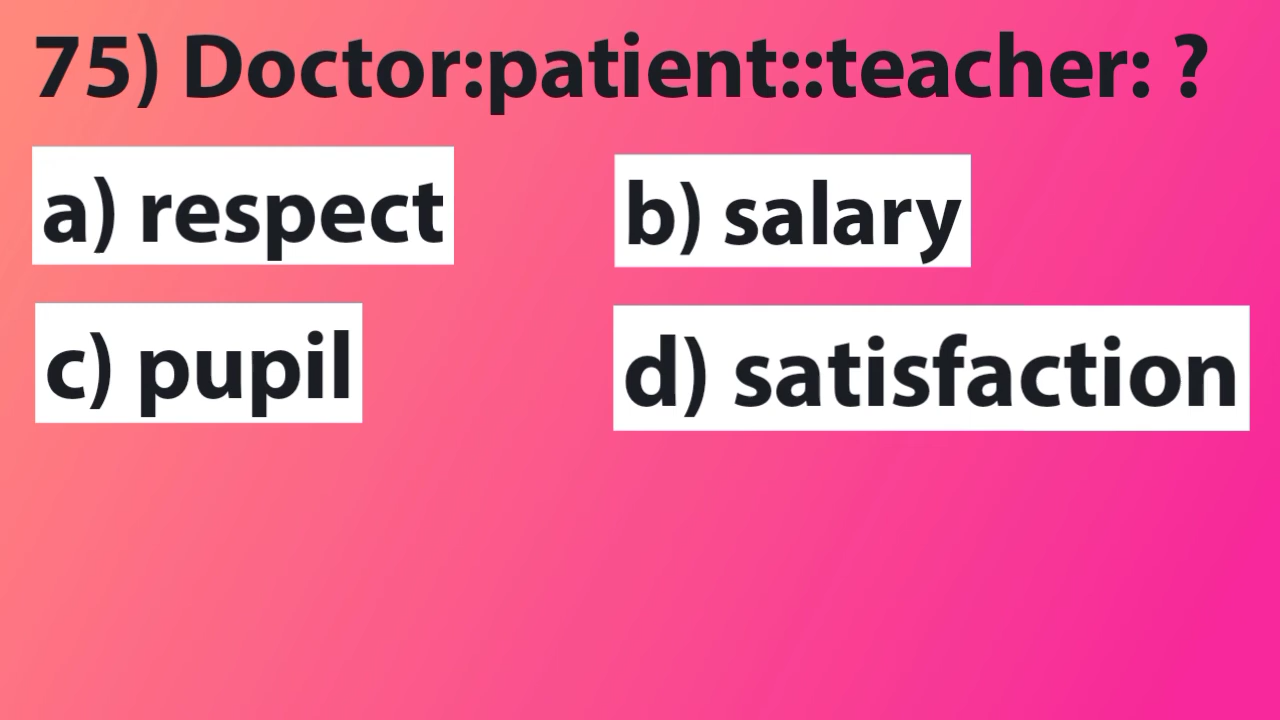 75) Doctor:patient::teacher: ?
a) respect
b) salary
c) pupil
d) satisfaction